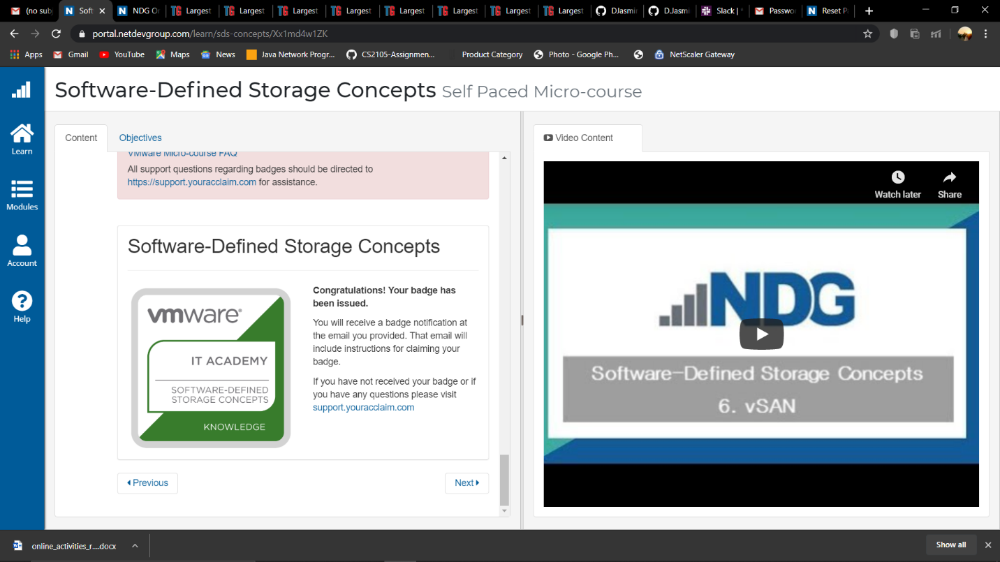 (no sub
Soft
NDG On
Largest
Largest
Largest
Largest
Largest
Largest
Largest
Largest
DJasmin
D.Jasmi
Slack |
Passwo
Reset P
portal.netdevgroup.com/learn/sds-concepts/Xx1md4w1ZK
Apps
Gmail
YouTube
Maps
News
Java Network Progr...
CS2105-Assignmen...
Product Category
Photo - Google Ph...
NetScaler Gateway
Software-Defined Storage Concepts Self Paced Micro-course
Learn
Modules
Account
Help
Content
Objectives
VMware Micro-course FAQ
All support questions regarding badges should be directed to
https://support.youracclaim.com for assistance.
Software-Defined Storage Concepts
vmware®
IT ACADEMY
SOFTWARE-DEFINED
STORAGE CONCEPTS
KNOWLEDGE
Congratulations! Your badge has
been issued.
You will receive a badge notification at
the email you provided. That email will
include instructions for claiming your
badge.
If you have not received your badge or if
you have any questions please visit
support.youracclaim.com
Previous
Next
Video Content
Watch later
Share
NDG
Software-Defined Storage Concepts
6. vSAN
online_activities_r....docx
Show all